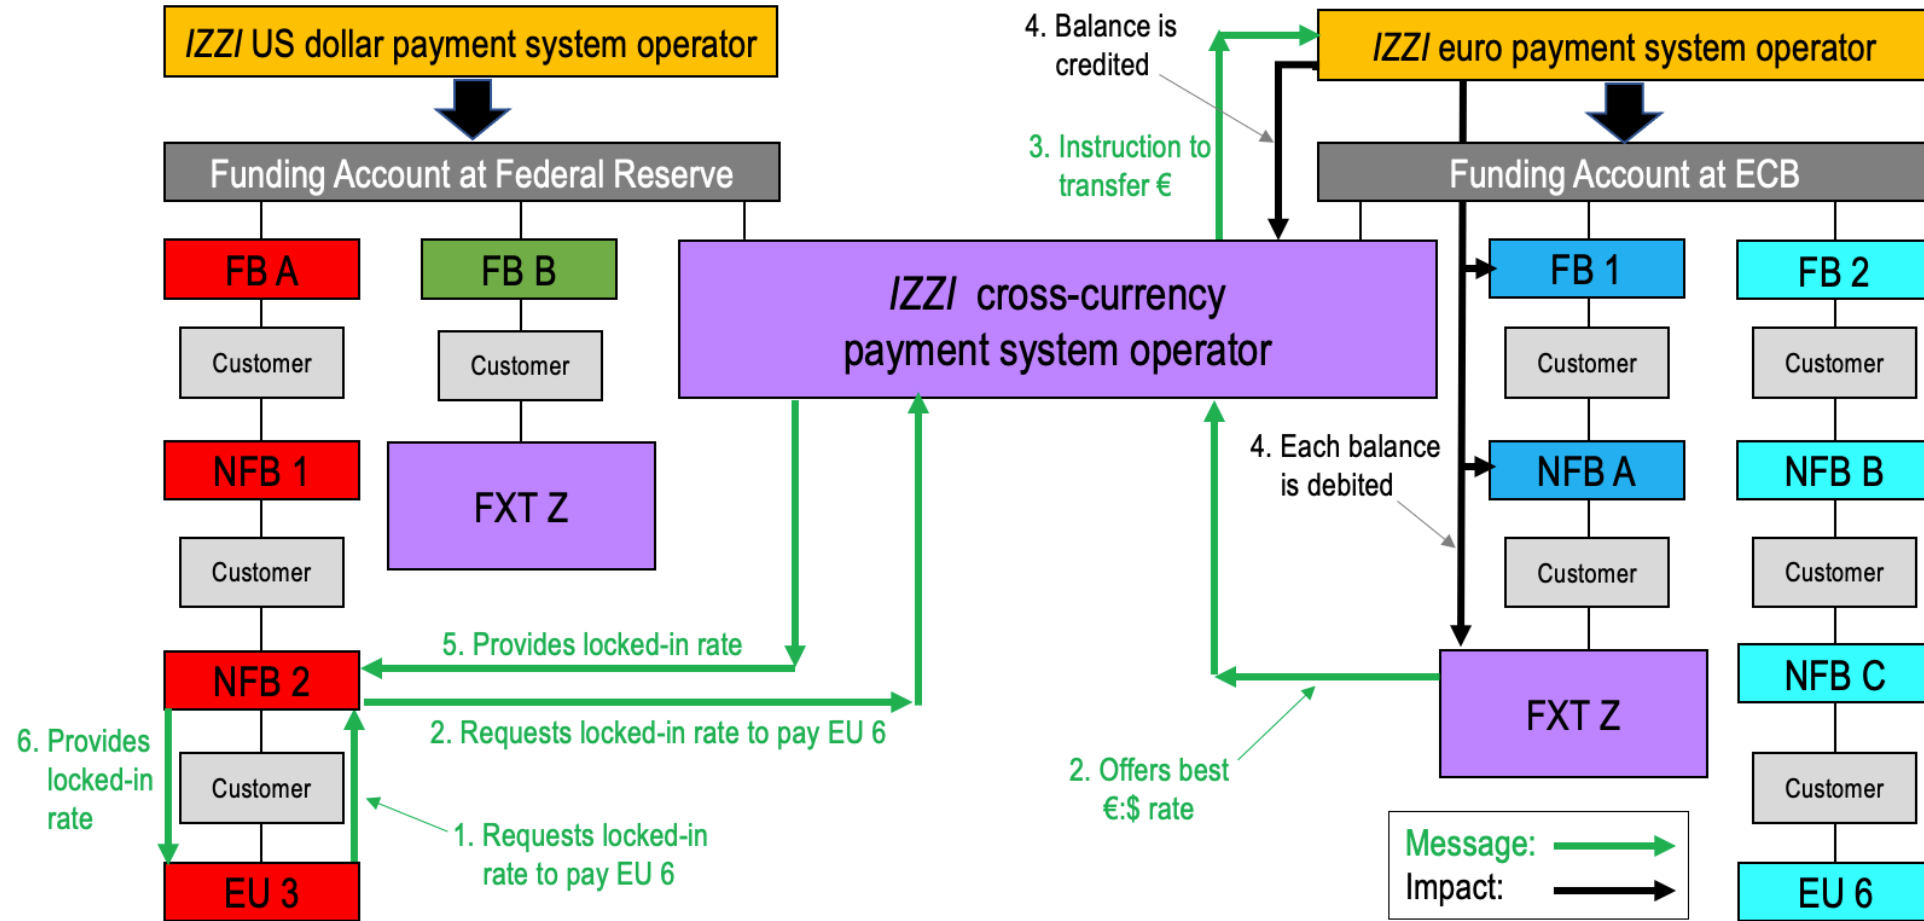 IZZI US dollar payment system operator
4. Balance is
credited
IZZI euro payment system operator
3. Instruction to
transfer €
Funding Account at Federal Reserve
Funding Account at ECB
FB A
FB B
IZZI cross-currency
payment system operator
FB 1
FB 2
Customer
Customer
Customer
Customer
NFB 1
FXT Z
4. Each balance
is debited
NFB A
NFB B
Customer
Customer
Customer
5. Provides locked-in rate
NFB 2
FXT Z
NFB C
2. Requests locked-in rate to pay EU 6
6. Provides
locked-in
rate
Customer
2. Offers best
€:$ rate
Customer
1. Requests locked-in
rate to pay EU 6
Message:
Impact:
EU 3
EU 6